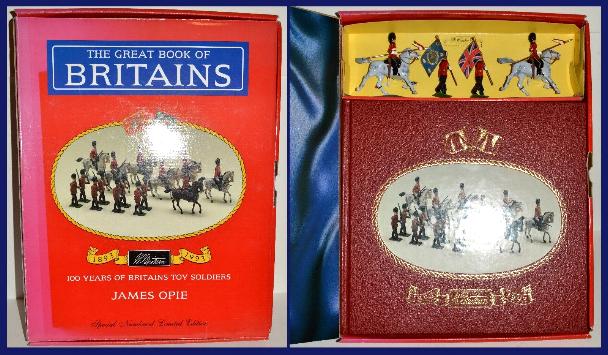 THE GREAT BOOK OF
BRITAINS
1893
Britains
1993
100 YEARS OF BRITAINS TOY SOLDIERS
JAMES OPIE
Special Numbered Limited Edition